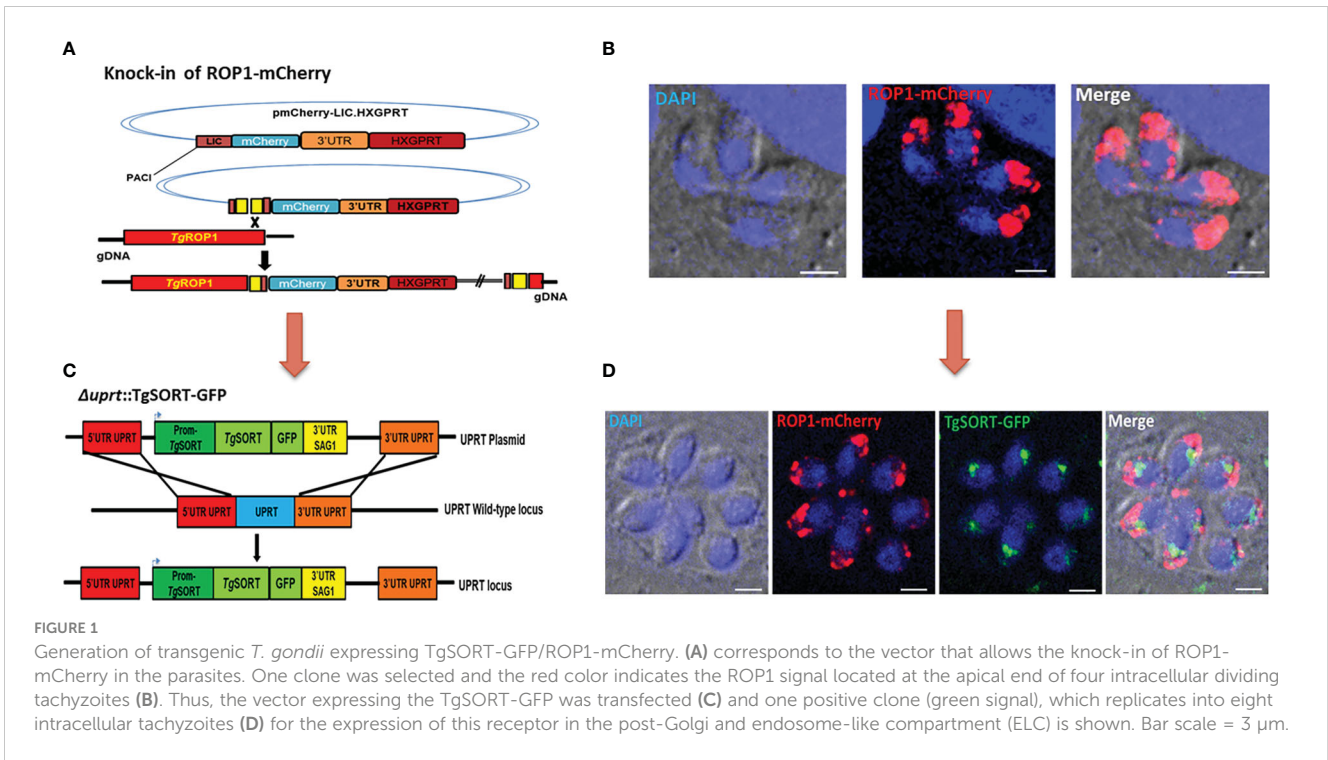 A
Knock-in of ROP1-mCherry
pmCherry-LIC.HXGPRT
LIC mCherry 3'UTR HXGPRT
PACI
mCherry 3'UTR HXGPRT
X
TgROP1
gDNA
TgROP1 mCherry 3'UTR HXGPRT
gDNA
B
DAPI ROP1-mCherry Merge
C
Δuprt::TgSORT-GFP
5'UTR UPRT Prom-TgSORT TgSORT GFP 3'UTR SAG1 3'UTR UPRT UPRT Plasmid
5'UTR UPRT UPRT 3'UTR UPRT UPRT Wild-type locus
5'UTR UPRT Prom-TgSORT TgSORT GFP 3'UTR SAG1 3'UTR UPRT UPRT locus
D
DAPI ROP1-mCherry TgSORT-GFP Merge
FIGURE 1
Generation of transgenic T. gondii expressing TgSORT-GFP/ROP1-mCherry. (A) corresponds to the vector that allows the knock-in of ROP1-
mCherry in the parasites. One clone was selected and the red color indicates the ROP1 signal located at the apical end of four intracellular dividing
tachyzoites (B). Thus, the vector expressing the TgSORT-GFP was transfected (C) and one positive clone (green signal), which replicates into eight
intracellular tachyzoites (D) for the expression of this receptor in the post-Golgi and endosome-like compartment (ELC) is shown. Bar scale = 3 µm.